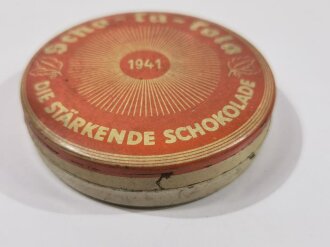 Scho-ka-kola
1941
DIE STÄRKENDE SCHOKOLADE